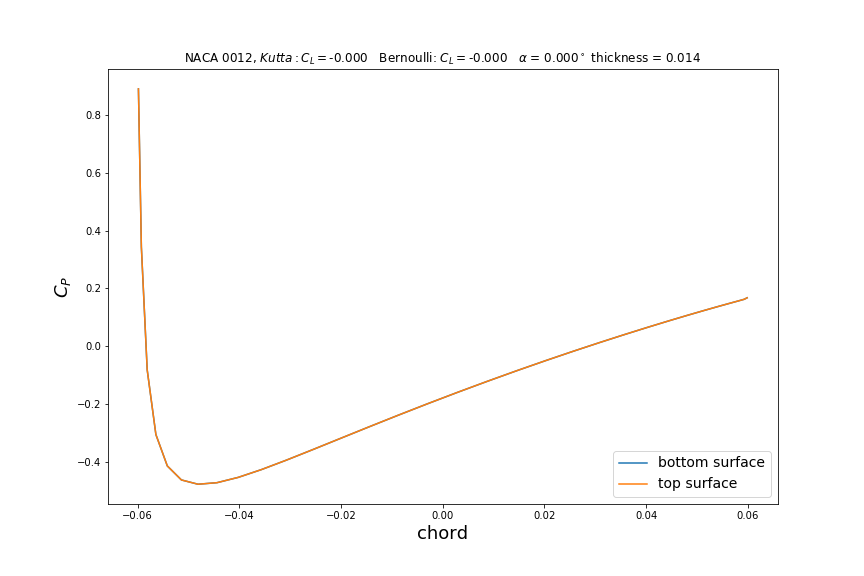 NACA 0012, Kutta : C_L = -0.000 Bernoulli: C_L = -0.000 α = 0.000° thickness = 0.014
0.8
0.6
0.4
0.2
0.0
−0.2
−0.4
C_P
−0.06 −0.04 −0.02 0.00 0.02 0.04 0.06
chord
bottom surface
top surface